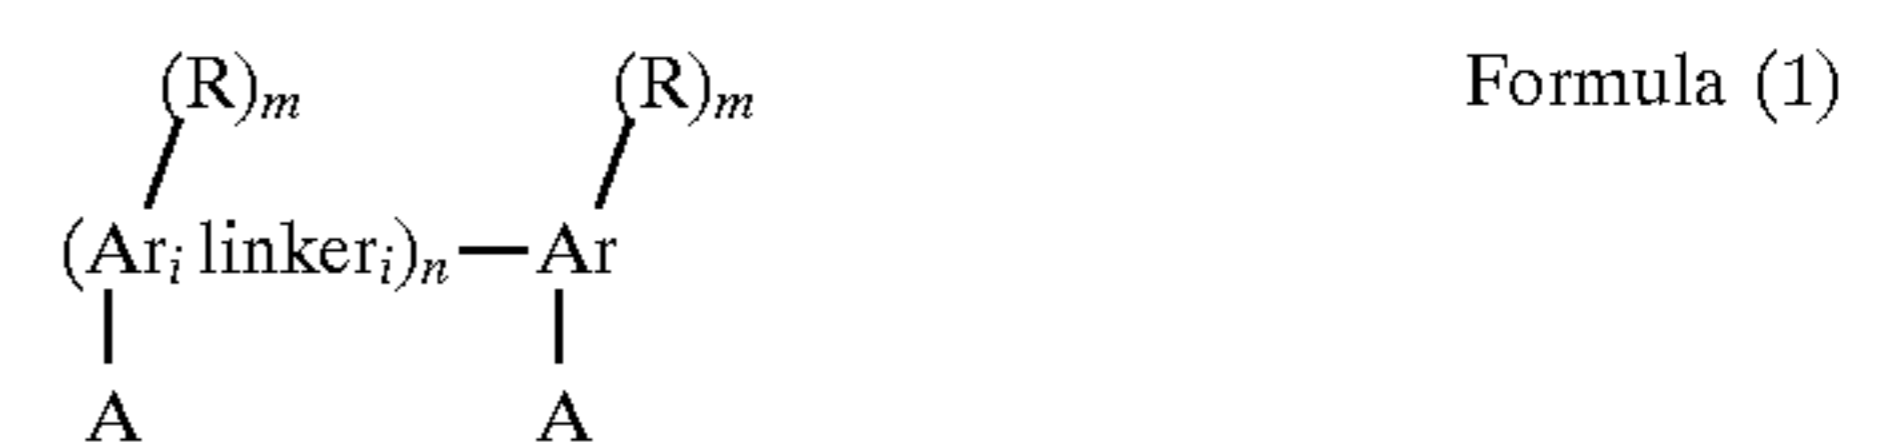 (R)m (R)m Formula (1)
(Ari linkeri)n—Ar
A A